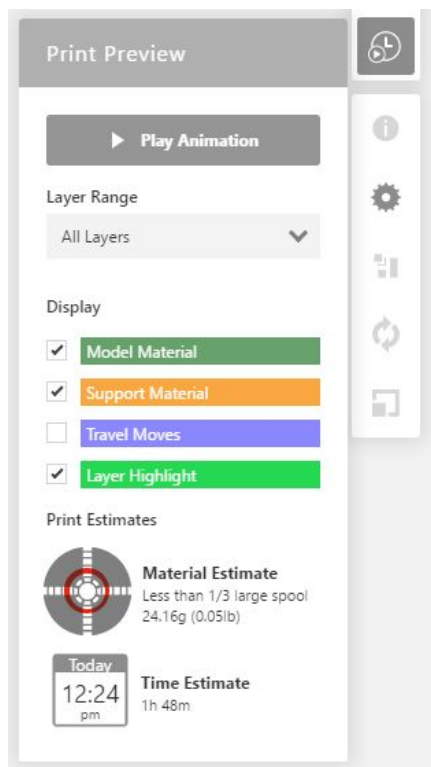 Print Preview
Play Animation
Layer Range
All Layers
Display
Model Material
Support Material
Travel Moves
Layer Highlight
Print Estimates
Material Estimate
Less than 1/3 large spool
24.16g (0.05lb)
Today
12:24
pm
Time Estimate
1h 48m